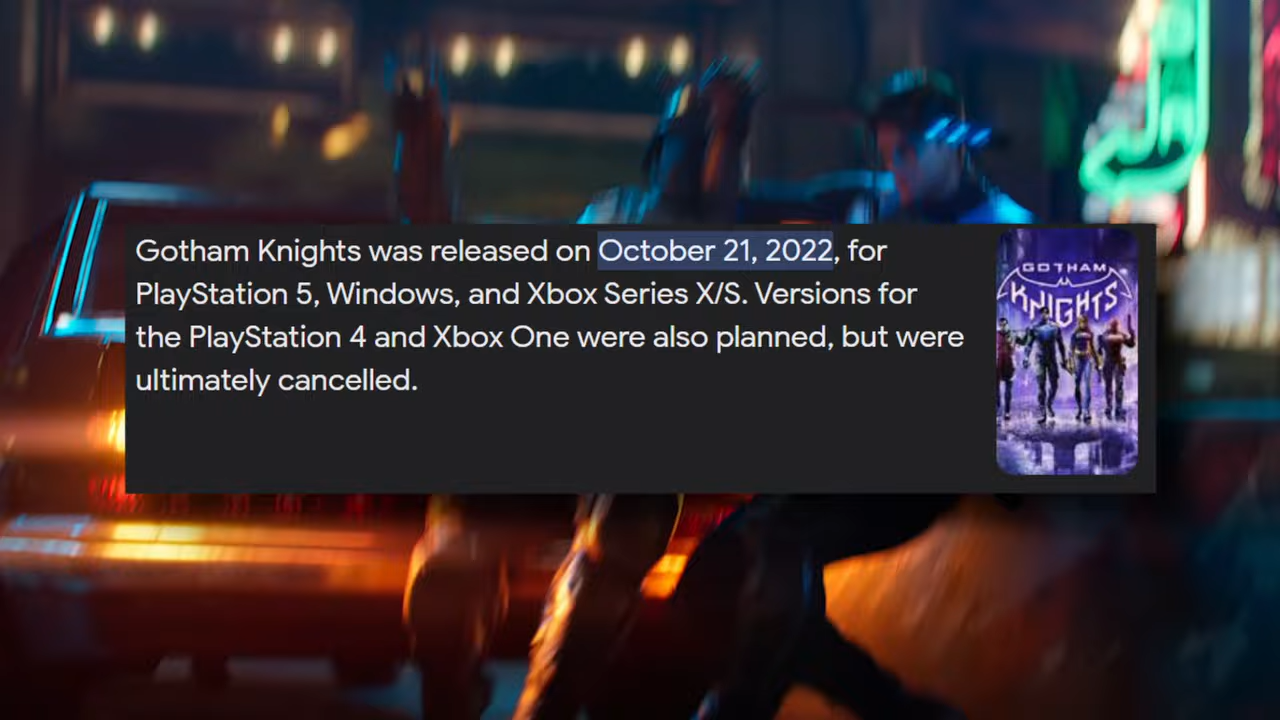 Gotham Knights was released on October 21, 2022, for
PlayStation 5, Windows, and Xbox Series X/S. Versions for
the PlayStation 4 and Xbox One were also planned, but were
ultimately cancelled.
GOTHAM
KNIGHTS